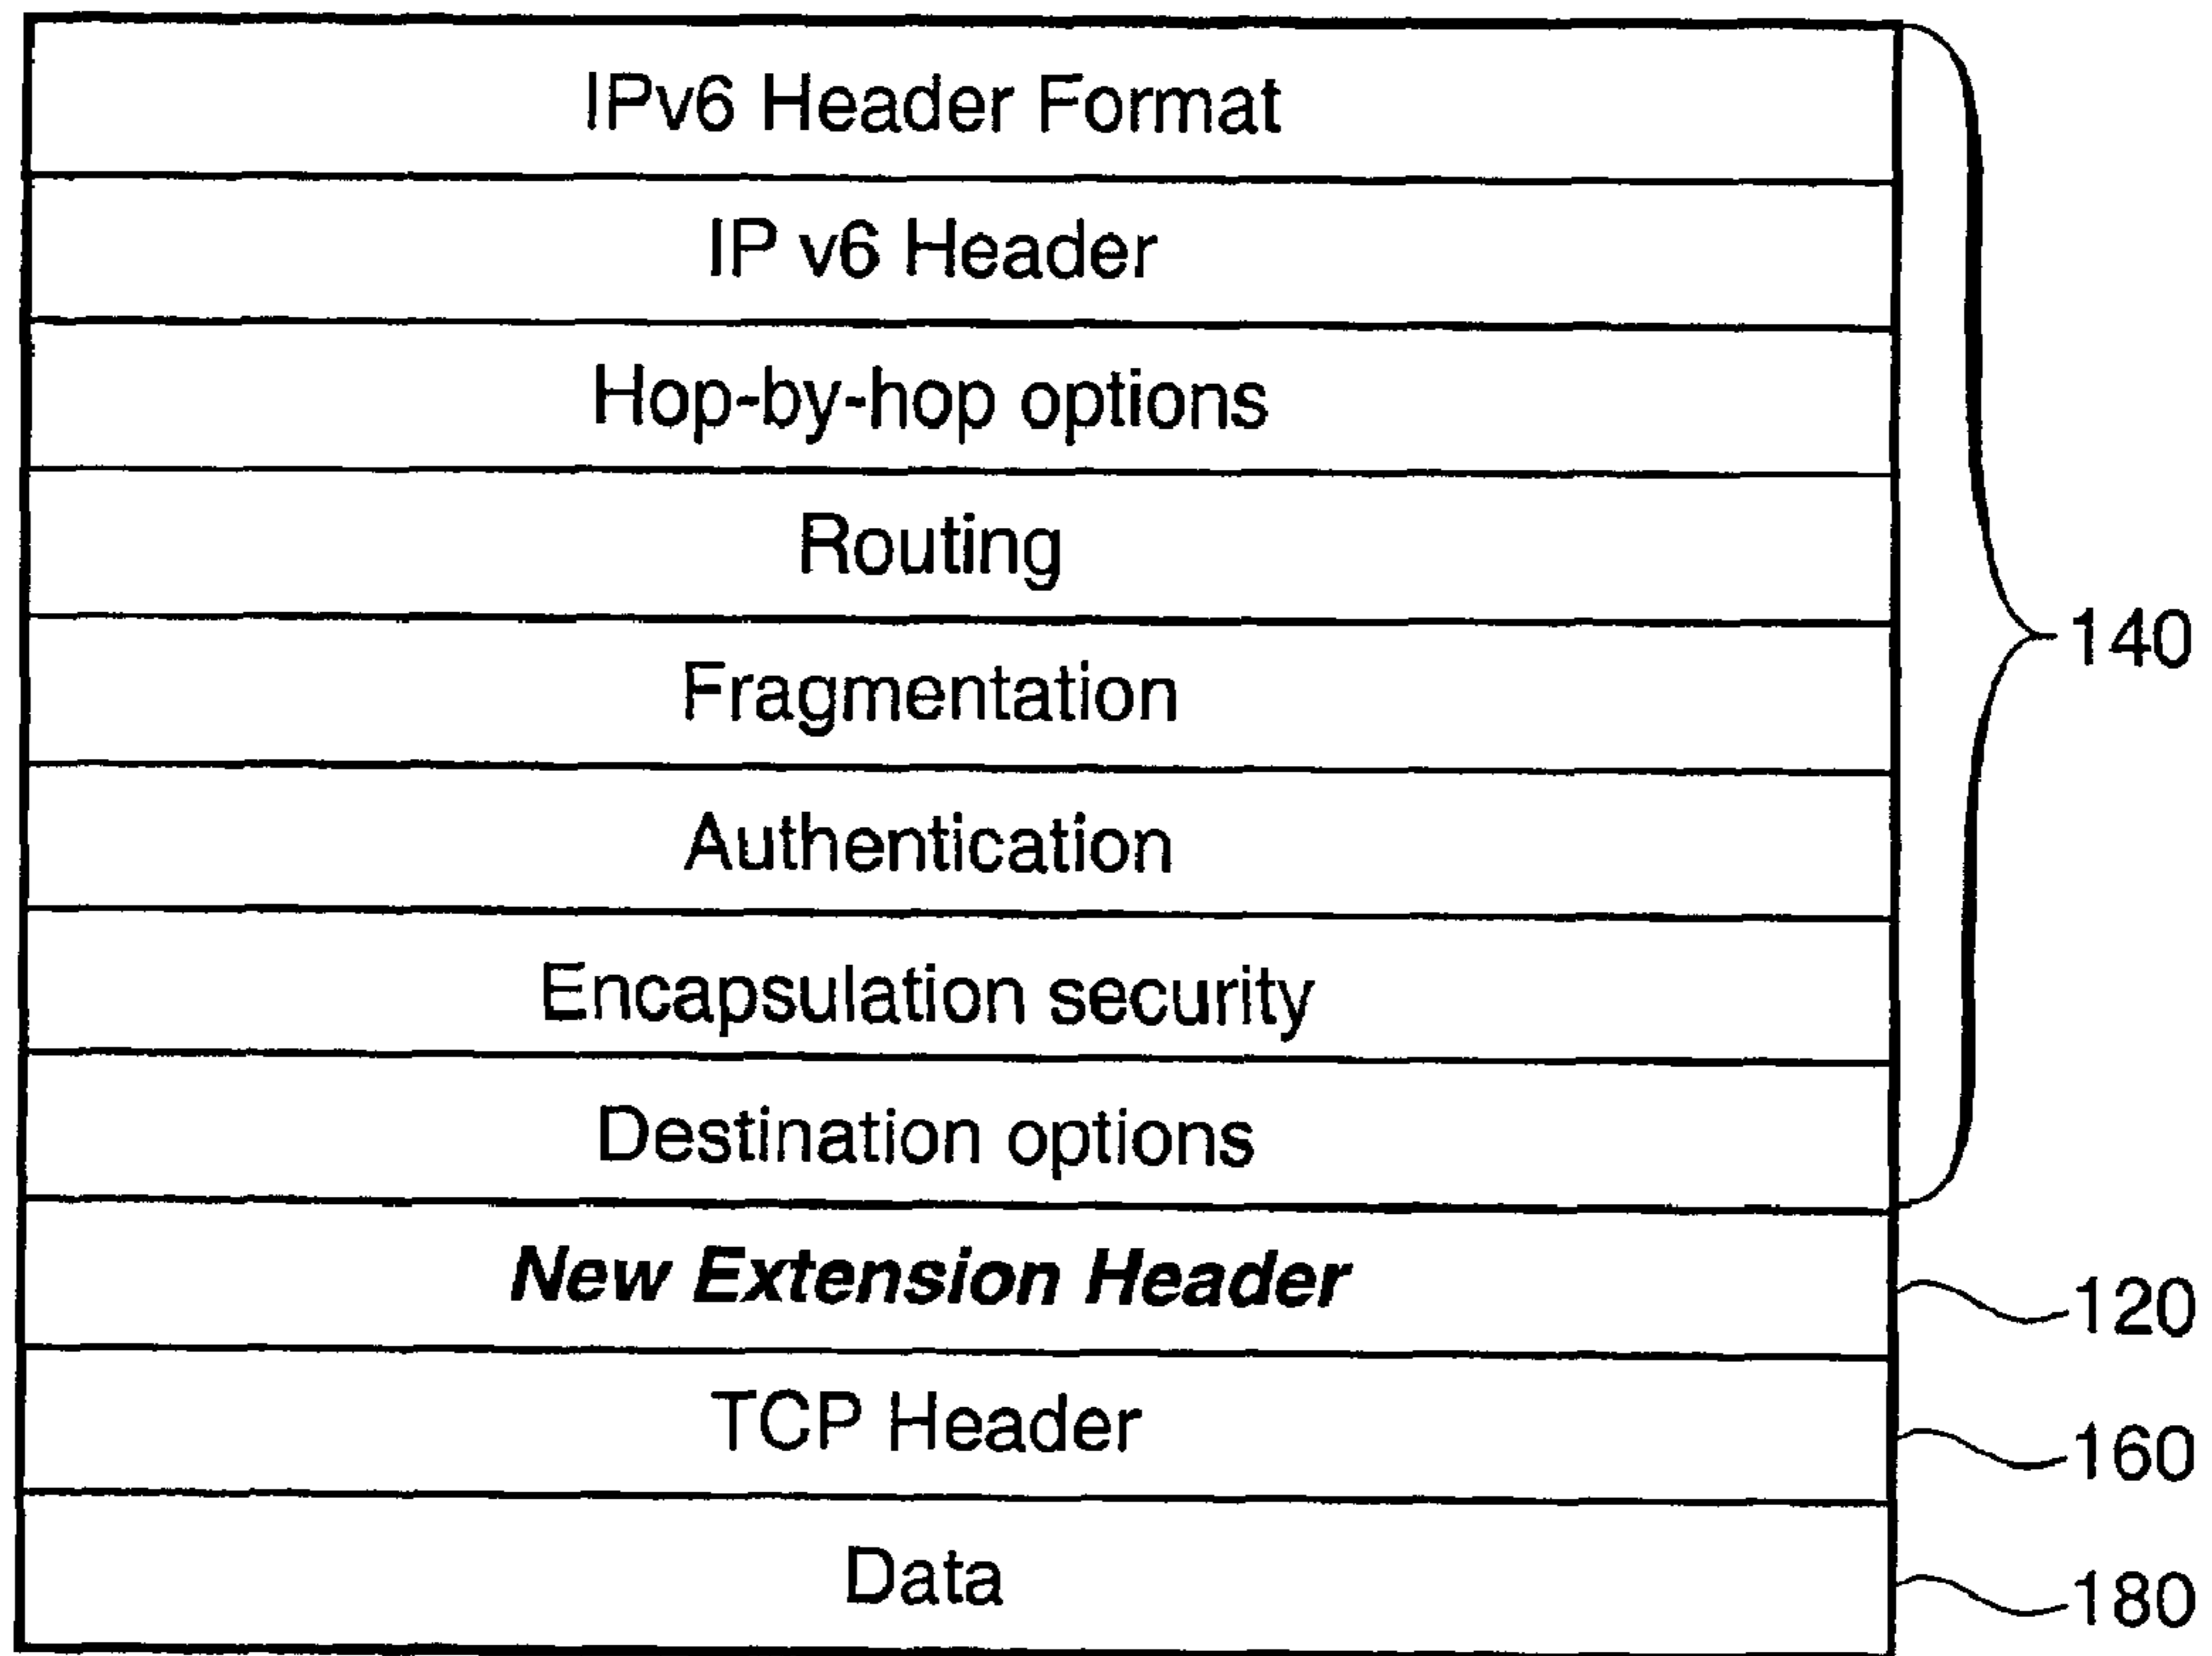 IPv6 Header Format
IP v6 Header
Hop-by-hop options
Routing
Fragmentation
140
Authentication
Encapsulation security
Destination options
New Extension Header
120
TCP Header
160
Data
180